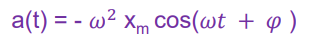 a(t) = - ω² xₘ cos(ωt + φ )